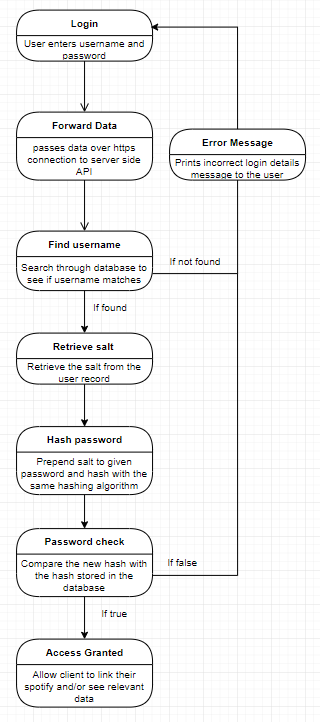 Login
User enters username and
password
Forward Data
passes data over https
connection to server side
API
Error Message
Prints incorrect login details
message to the user
Find username
Search through database to
see if username matches
If not found
If found
Retrieve salt
Retrieve the salt from the
user record
Hash password
Prepend salt to given
password and hash with the
same hashing algorithm
Password check
Compare the new hash with
the hash stored in the
database
If false
If true
Access Granted
Allow client to link their
spotify and/or see relevant
data